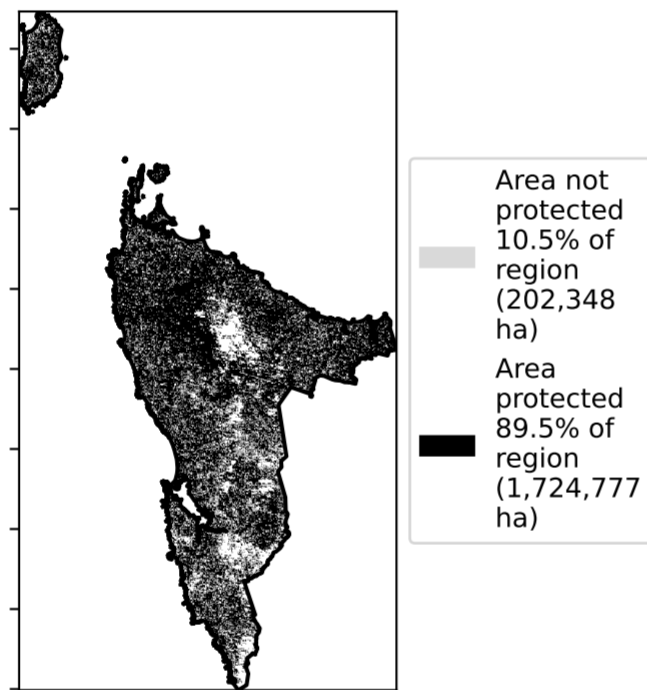 Area not
protected
10.5% of
region
(202,348
ha)
Area
protected
89.5% of
region
(1,724,777
ha)